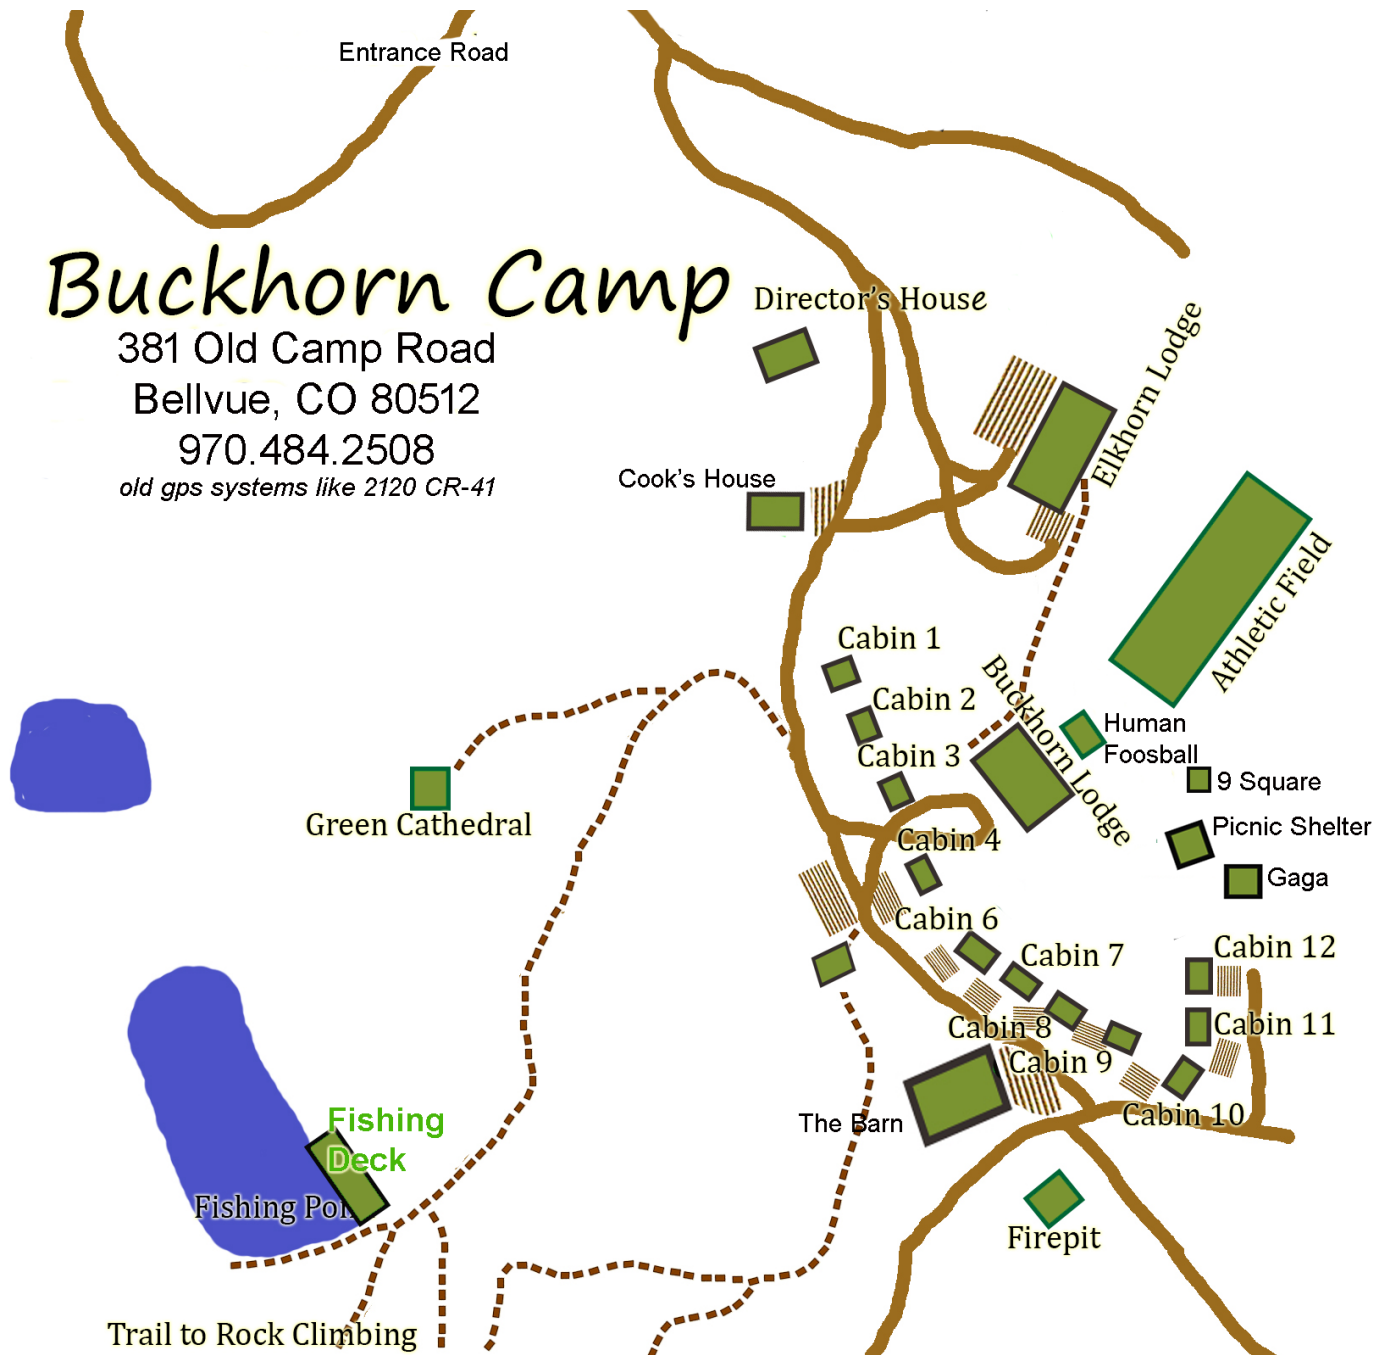 Entrance Road
Buckhorn Camp
381 Old Camp Road
Bellvue, CO 80512
970.484.2508
old gps systems like 2120 CR-41
Director's House
Elkhorn Lodge
Cook's House
Athletic Field
Cabin 1
Cabin 2
Cabin 3
Buckhorn Lodge
Human
Foosball
9 Square
Picnic Shelter
Gaga
Green Cathedral
Cabin 4
Cabin 6
Cabin 7
Cabin 12
Cabin 8
Cabin 11
Cabin 9
Cabin 10
The Barn
Fishing
Deck
Fishing Pon
Firepit
Trail to Rock Climbing